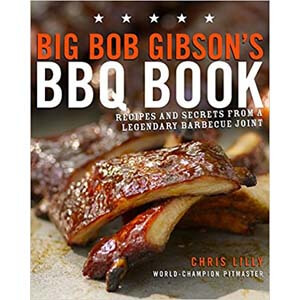 BIG BOB GIBSON'S
BBQ BOOK
RECIPES AND SECRETS FROM A
LEGENDARY BARBECUE JOINT
CHRIS LILLY
WORLD-CHAMPION PITMASTER